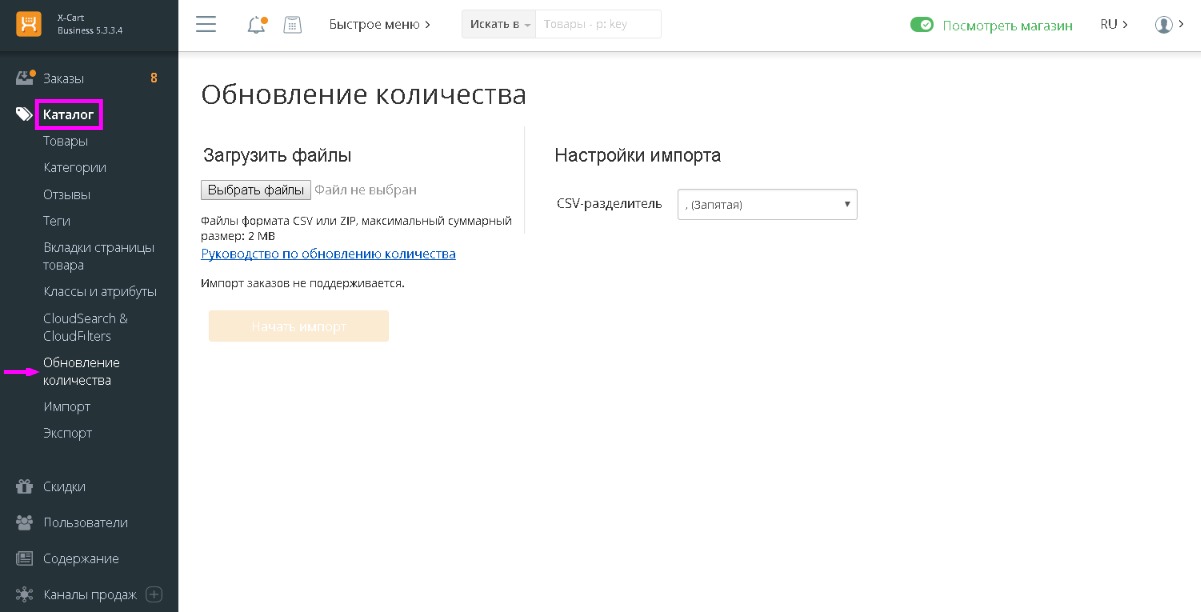 X-Cart
Business 5.3.3.4
Быстрое меню
Искать в
Товары - p: key
Посмотреть магазин
RU
Заказы 8
Каталог
Товары
Категории
Отзывы
Теги
Вкладки страницы
товара
Классы и атрибуты
CloudSearch &
CloudFilters
Обновление
количества
Импорт
Экспорт
Скидки
Пользователи
Содержание
Каналы продаж
Обновление количества
Загрузить файлы
Выбрать файлы Файл не выбран
Файлы формата CSV или ZIP, максимальный суммарный
размер: 2 MB
Руководство по обновлению количества
Импорт заказов не поддерживается.
Начать импорт
Настройки импорта
CSV-разделитель , (Запятая)